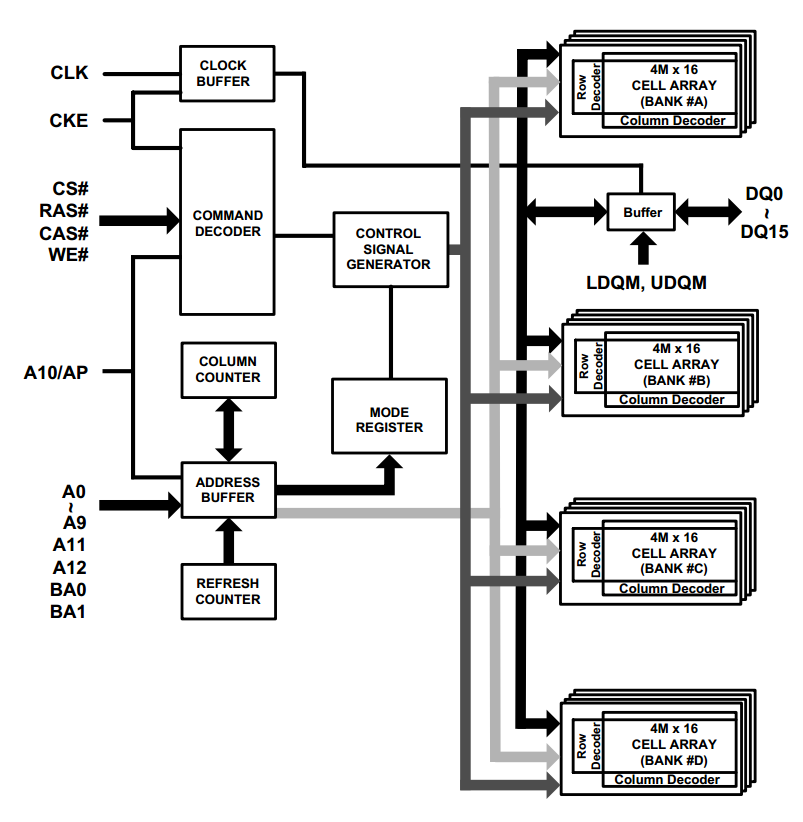 CLK
CKE
CS#
RAS#
CAS#
WE#
A10/AP
A0
~
A9
A11
A12
BA0
BA1
CLOCK
BUFFER
COMMAND
DECODER
COLUMN
COUNTER
ADDRESS
BUFFER
REFRESH
COUNTER
CONTROL
SIGNAL
GENERATOR
MODE
REGISTER
Row
Decoder
4M x 16
CELL ARRAY
(BANK #A)
Column Decoder
Buffer
DQ0
~
DQ15
LDQM, UDQM
Row
Decoder
4M x 16
CELL ARRAY
(BANK #B)
Column Decoder
Row
Decoder
4M x 16
CELL ARRAY
(BANK #C)
Column Decoder
Row
Decoder
4M x 16
CELL ARRAY
(BANK #D)
Column Decoder